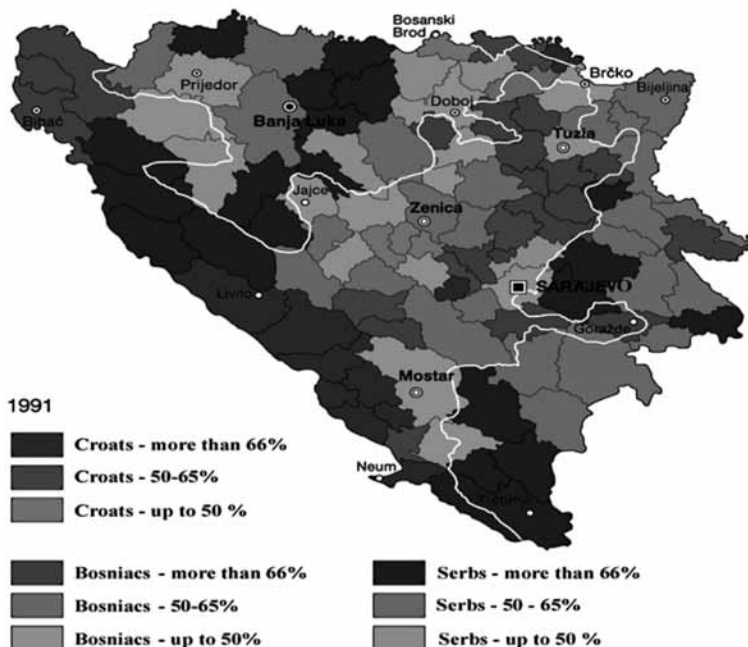 Bosanski
Brod
Prijedor
Brčko
Bijeljina
Bihać
Banja Luka
Doboj
Tuzla
Jajce
Zenica
SARAJEVO
Livno
Goražde
Mostar
1991
Croats - more than 66%
Neum
Croats - 50-65%
Trebinje
Croats - up to 50 %
Bosniacs - more than 66%
Serbs - more than 66%
Bosniacs - 50-65%
Serbs - 50 - 65%
Bosniacs - up to 50%
Serbs - up to 50 %